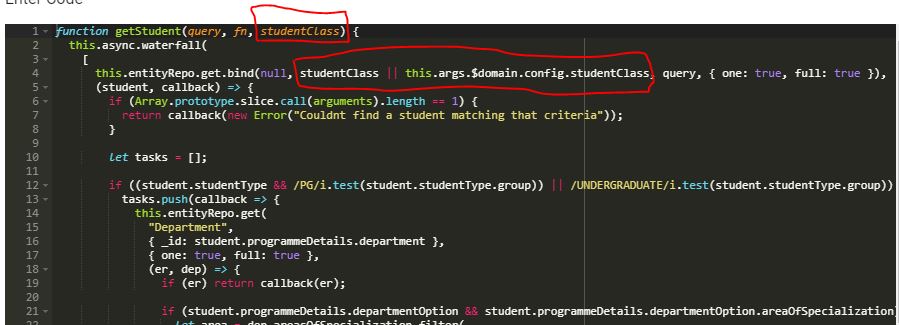 Enter Code
1 function getStudent(query, fn, studentClass) {
2 this.async.waterfall(
3 [
4 this.entityRepo.get.bind(null, studentClass || this.args.$domain.config.studentClass, query, { one: true, full: true }),
5 (student, callback) => {
6 if (Array.prototype.slice.call(arguments).length == 1) {
7 return callback(new Error("Couldnt find a student matching that criteria"));
8 }
9
10 let tasks = [];
11
12 if ((student.studentType && /PG/i.test(student.studentType.group)) || /UNDERGRADUATE/i.test(student.studentType.group))
13 tasks.push(callback => {
14 this.entityRepo.get(
15 "Department",
16 { _id: student.programmeDetails.department },
17 { one: true, full: true },
18 (er, dep) => {
19 if (er) return callback(er);
20
21 if (student.programmeDetails.departmentOption && student.programmeDetails.departmentOption.areaOfSpecialization
22 let area = dep.areasOfSpecialization.filter(